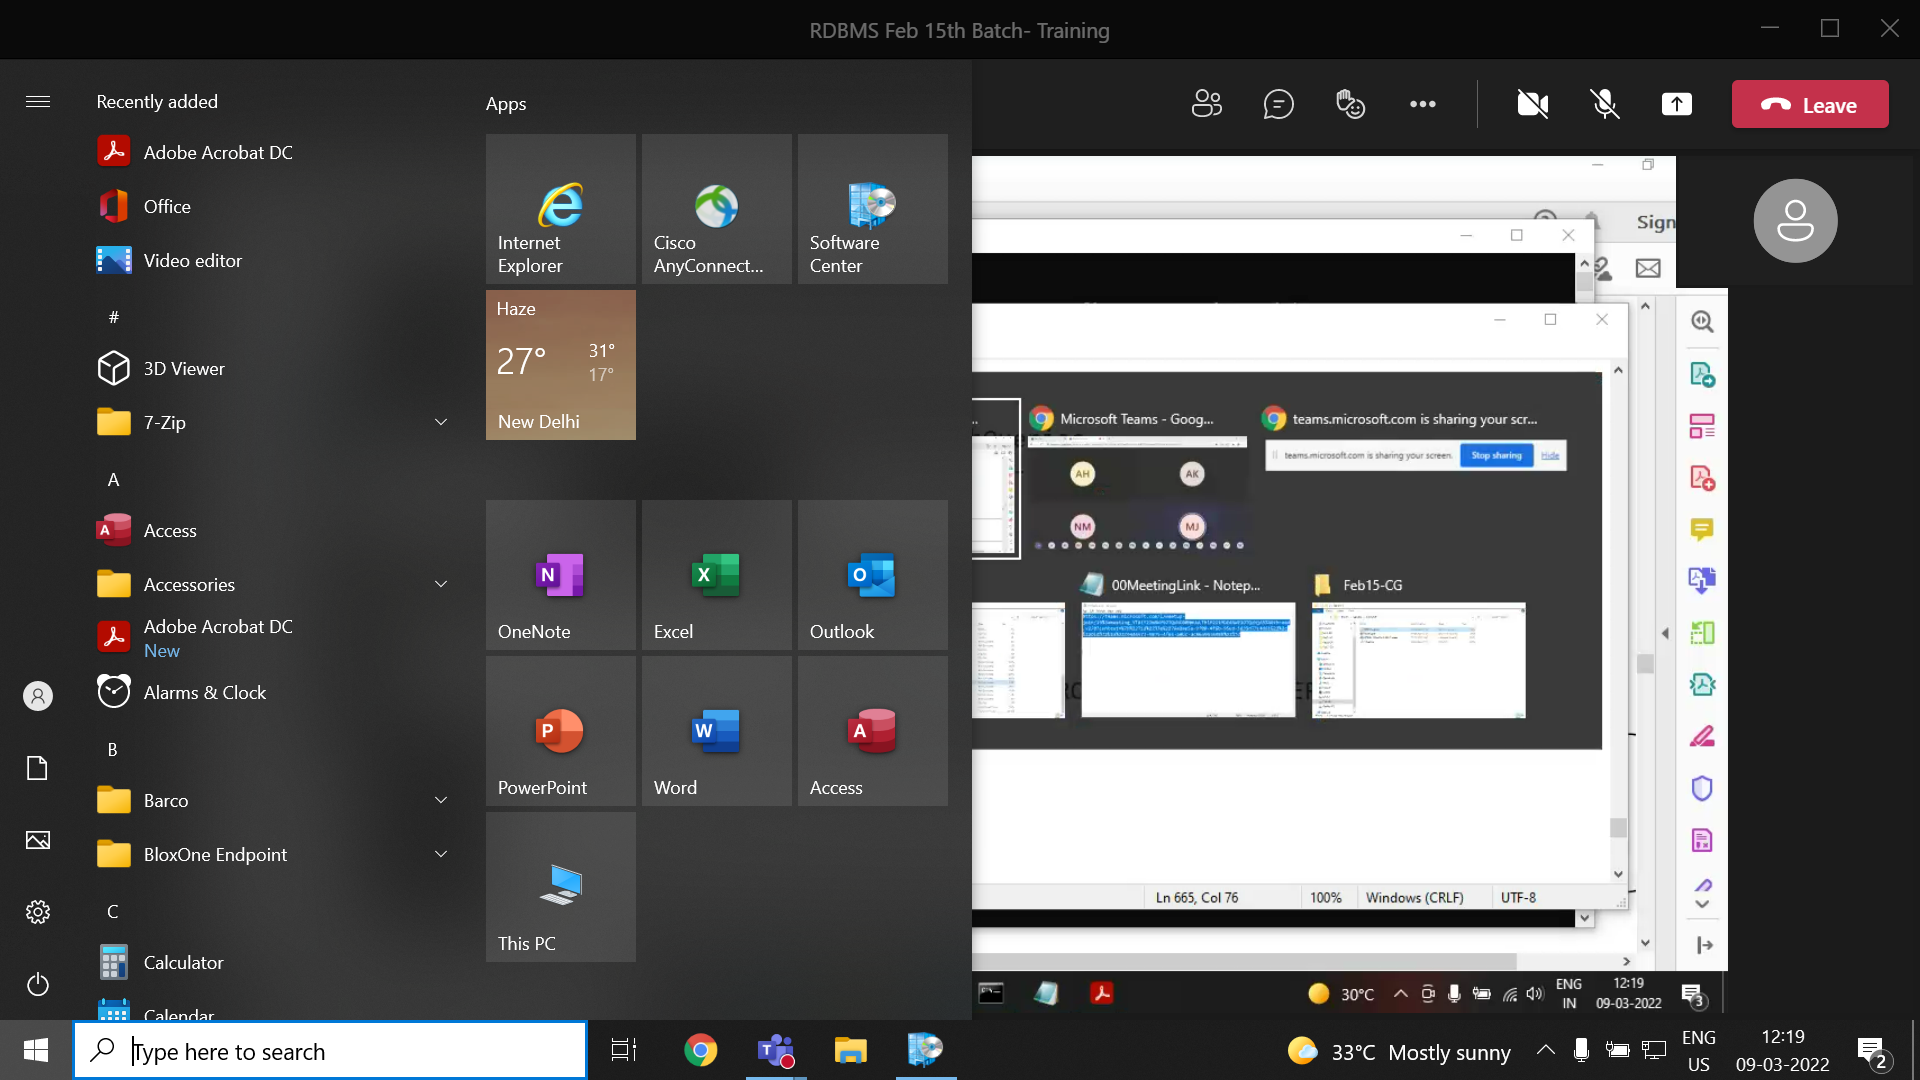 RDBMS Feb 15th Batch- Training
Recently added
Adobe Acrobat DC
Office
Video editor
#
3D Viewer
7-Zip
A
Access
Accessories
Adobe Acrobat DC
New
Alarms & Clock
B
Barco
BloxOne Endpoint
C
Calculator
Calendar
Apps
Internet
Explorer
Cisco
AnyConnect...
Software
Center
Haze
27°
31°
17°
New Delhi
OneNote
Excel
Outlook
PowerPoint
Word
Access
This PC
Leave
Sign
Microsoft Teams - Goog...
teams.microsoft.com is sharing your scr...
teams.microsoft.com is sharing your screen.
Stop sharing
Hide
AH
AK
NM
MJ
00MeetingLink - Notep...
Feb15-CG
Ln 665, Col 76
100%
Windows (CRLF)
UTF-8
30°C
ENG
IN
12:19
09-03-2022
3
Type here to search
33°C Mostly sunny
ENG
US
12:19
09-03-2022
2